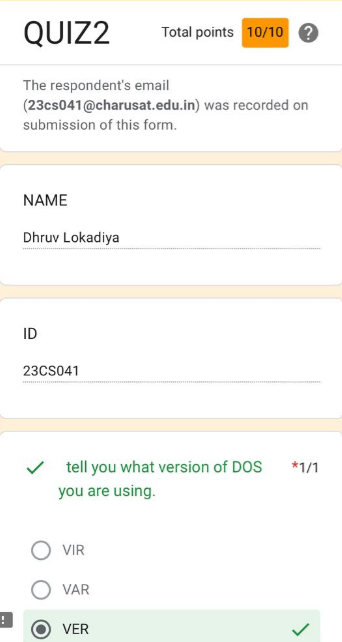 QUIZ2 Total points 10/10 ?
The respondent's email
(23cs041@charusat.edu.in) was recorded on
submission of this form.
NAME
Dhruv Lokadiya
ID
23CS041
tell you what version of DOS *1/1
you are using.
VIR
VAR
! VER